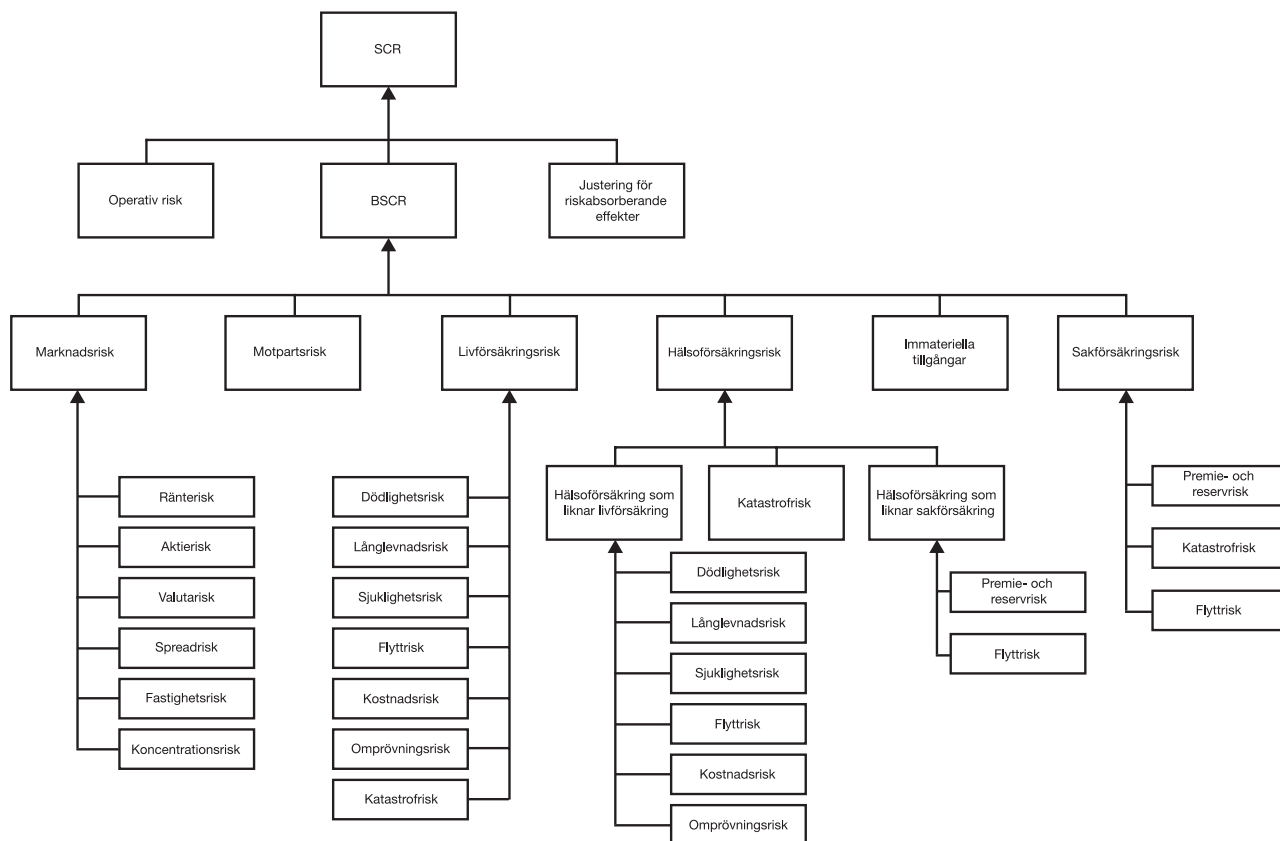 SCR
Operativ risk
BSCR
Justering för
riskabsorberande
effekter
Marknadsrisk
Motpartsrisk
Livförsäkringsrisk
Hälsoförsäkringsrisk
Immateriella
tillgångar
Sakförsäkringsrisk
Ränterisk
Aktierisk
Valutarisk
Spreadrisk
Fastighetsrisk
Koncentrationsrisk
Dödlighetsrisk
Långlevnadsrisk
Sjuklighetsrisk
Flyttrisk
Kostnadsrisk
Omprövningsrisk
Katastrofrisk
Hälsoförsäkring som
liknar livförsäkring
Dödlighetsrisk
Långlevnadsrisk
Sjuklighetsrisk
Flyttrisk
Kostnadsrisk
Omprövningsrisk
Katastrofrisk
Hälsoförsäkring som
liknar sakförsäkring
Premie- och
reservrisk
Flyttrisk
Premie- och
reservrisk
Katastrofrisk
Flyttrisk